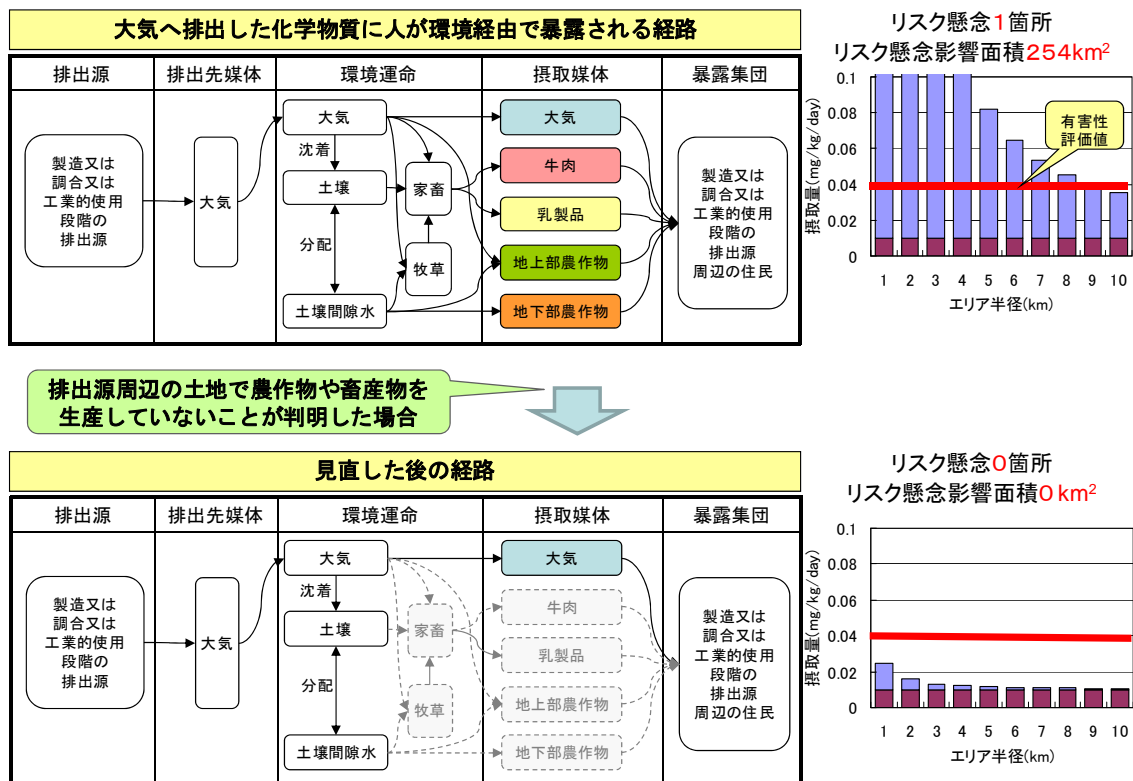 大気へ排出した化学物質に人が環境経由で暴露される経路
排出源
排出先媒体
環境運命
摂取媒体
暴露集団
製造又は
調合又は
工業的使用
段階の
排出源
大気
大気
沈着
土壌
分配
土壌間隙水
家畜
牧草
大気
牛肉
乳製品
地上部農作物
地下部農作物
製造又は
調合又は
工業的使用
段階の
排出源
周辺の住民
リスク懸念1箇所
リスク懸念影響面積254km²
摂取量(mg/kg/day)
0.1
0.08
0.06
0.04
0.02
0
有害性
評価値
1 2 3 4 5 6 7 8 9 10
エリア半径(km)
排出源周辺の土地で農作物や畜産物を
生産していないことが判明した場合
見直した後の経路
排出源
排出先媒体
環境運命
摂取媒体
暴露集団
製造又は
調合又は
工業的使用
段階の
排出源
大気
大気
沈着
土壌
分配
土壌間隙水
家畜
牧草
大気
牛肉
乳製品
地上部農作物
地下部農作物
製造又は
調合又は
工業的使用
段階の
排出源
周辺の住民
リスク懸念0箇所
リスク懸念影響面積0km²
摂取量(mg/kg/day)
0.1
0.08
0.06
0.04
0.02
0
1 2 3 4 5 6 7 8 9 10
エリア半径(km)